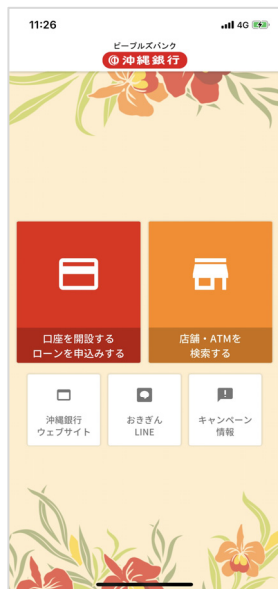 11:26
4G
ピープルズバンク
沖縄銀行
口座を開設する
ローンを申込みする
店舗・ATMを
検索する
沖縄銀行
ウェブサイト
おきぎん
LINE
キャンペーン
情報